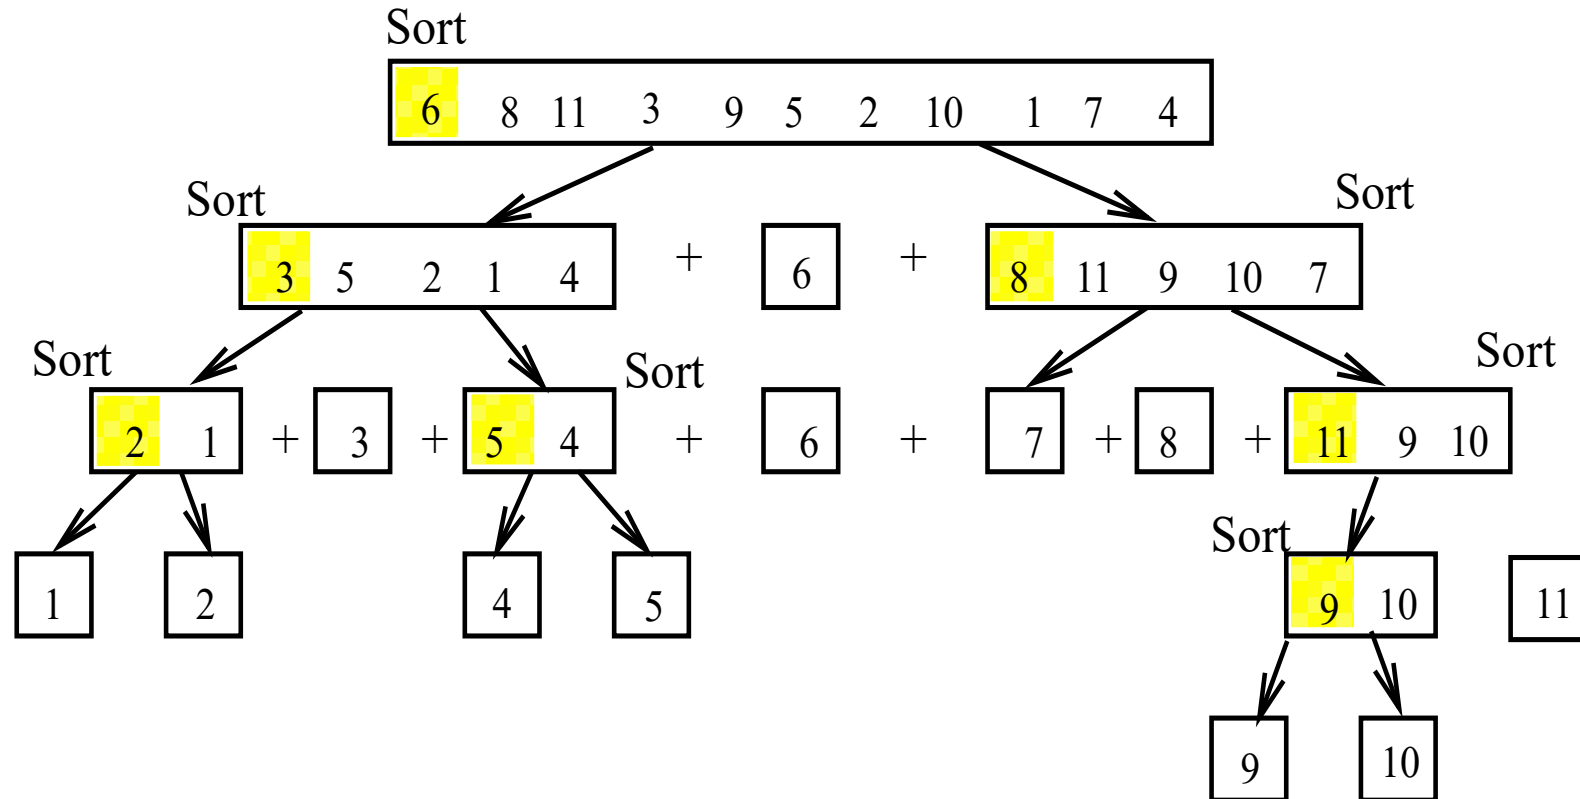 Sort
6 8 11 3 9 5 2 10 1 7 4
Sort Sort
3 5 2 1 4 + 6 + 8 11 9 10 7
Sort Sort Sort
2 1 + 3 + 5 4 + 6 + 7 + 8 + 11 9 10
Sort
1 2 4 5 9 10 11
9 10